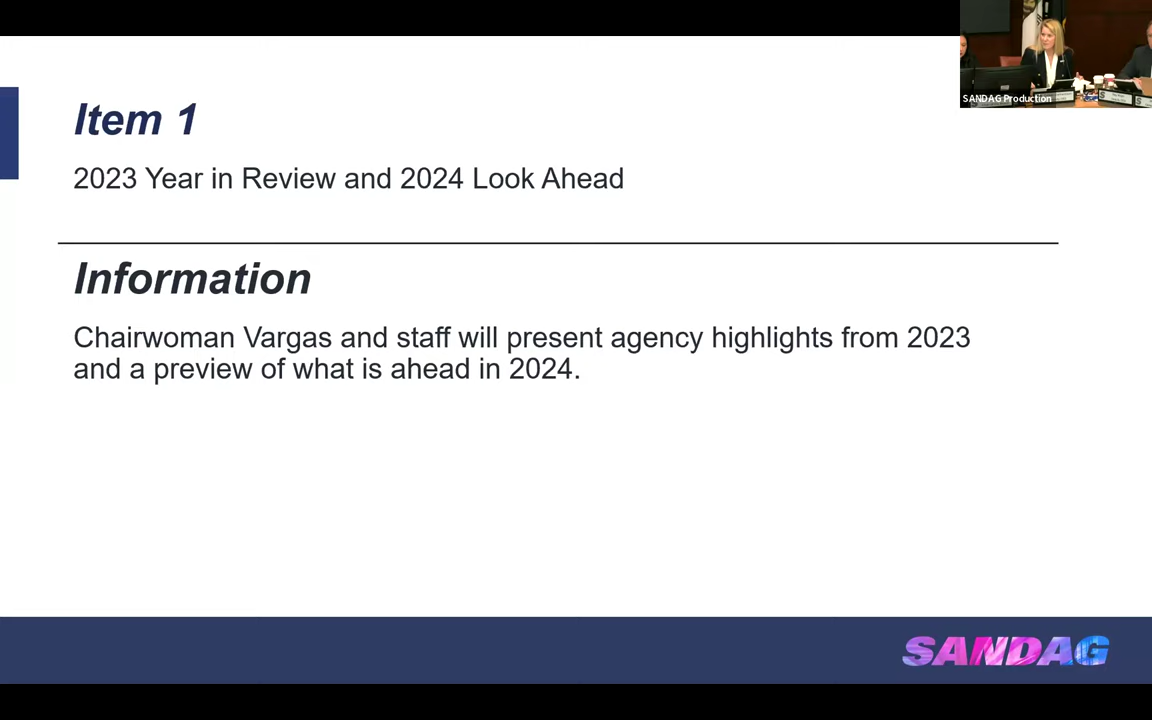 SANDAG Production
Item 1
2023 Year in Review and 2024 Look Ahead
Information
Chairwoman Vargas and staff will present agency highlights from 2023
and a preview of what is ahead in 2024.
SANDAG